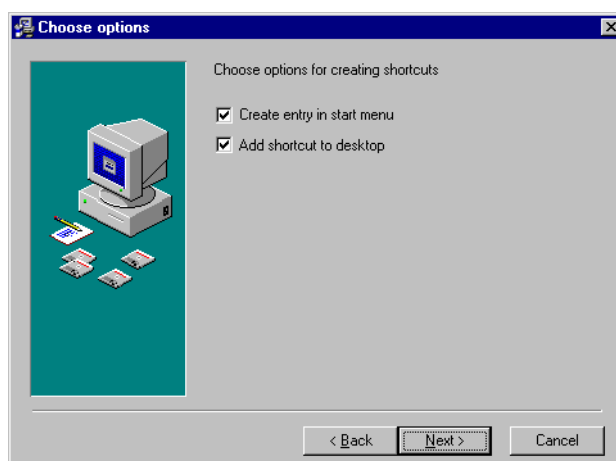 Choose options
Choose options for creating shortcuts
Create entry in start menu
Add shortcut to desktop
< Back
Next >
Cancel